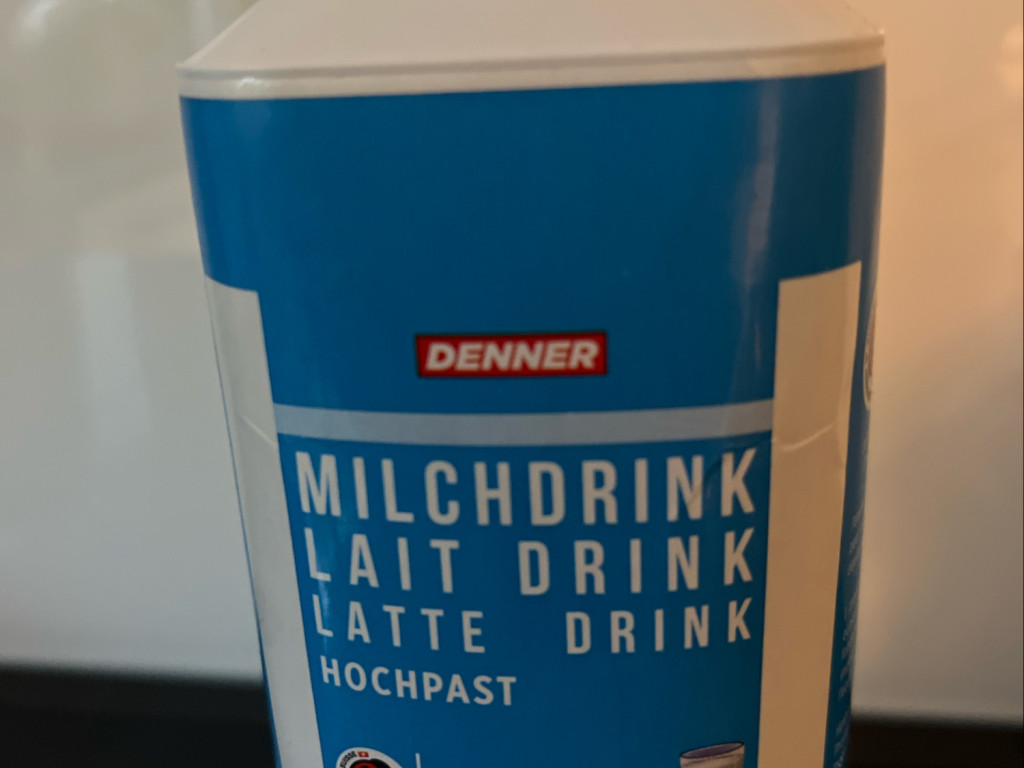 DENNER
MILCHDRINK
LAIT DRINK
LATTE DRINK
HOCHPAST